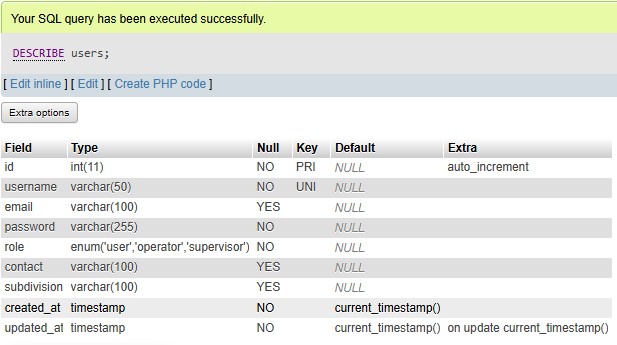 Your SQL query has been executed successfully.
DESCRIBE users;
[ Edit inline ] [ Edit ] [ Create PHP code ]
Extra options
Field Type Null Key Default Extra
id int(11) NO PRI NULL auto_increment
username varchar(50) NO UNI NULL
email varchar(100) YES NULL
password varchar(255) NO NULL
role enum('user','operator','supervisor') NO NULL
contact varchar(100) YES NULL
subdivision varchar(100) YES NULL
created_at timestamp NO current_timestamp()
updated_at timestamp NO current_timestamp() on update current_timestamp()